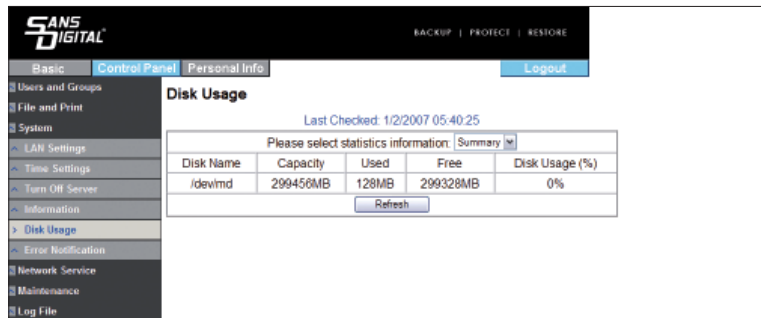 SANS DIGITAL
BACKUP | PROTECT | RESTORE
Basic Control Panel Personal Info Logout
Users and Groups
File and Print
System
LAN Settings
Time Settings
Turn Off Server
Information
Disk Usage
Error Notification
Network Service
Maintenance
Log File
Disk Usage
Last Checked: 1/2/2007 05:40:25
Please select statistics information: Summary
Disk Name Capacity Used Free Disk Usage (%)
/dev/md 299456MB 128MB 299328MB 0%
Refresh